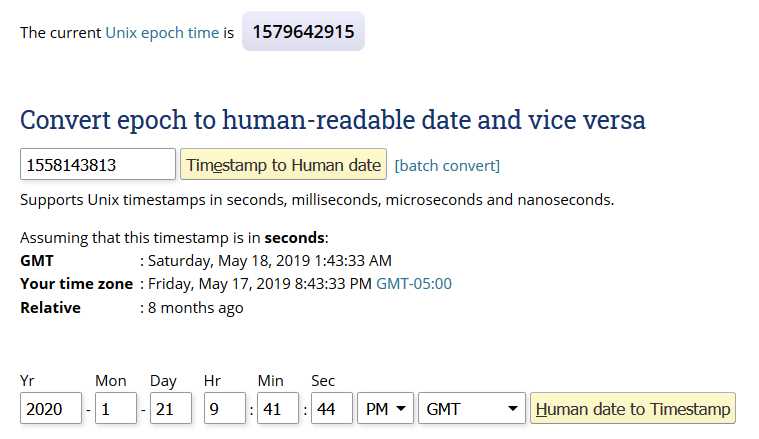 The current Unix epoch time is 1579642915
Convert epoch to human-readable date and vice versa
1558143813 Timestamp to Human date [batch convert]
Supports Unix timestamps in seconds, milliseconds, microseconds and nanoseconds.
Assuming that this timestamp is in seconds:
GMT : Saturday, May 18, 2019 1:43:33 AM
Your time zone : Friday, May 17, 2019 8:43:33 PM GMT-05:00
Relative : 8 months ago
Yr Mon Day Hr Min Sec
2020 - 1 - 21 9 : 41 : 44 PM GMT Human date to Timestamp